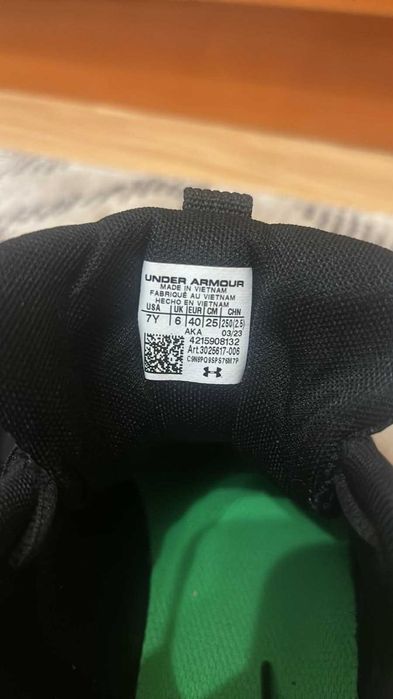 UNDER ARMOUR
MADE IN VIETNAM
FABRIQUÉ AU VIETNAM
HECHO EN VIETNAM
USA UK EUR CM CHN
7Y 6 40 25 250(2.5)
AKA 03/23
4215908132
Art.3025617-006
C9N9PQ9SPS76M7P